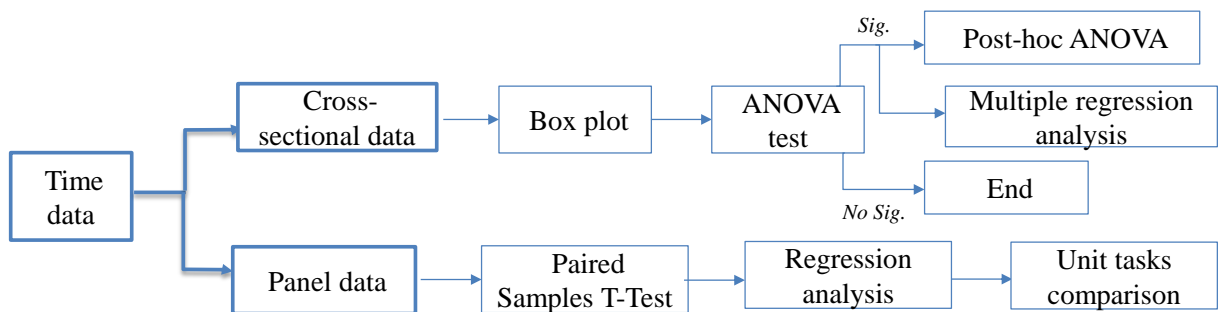 Time
data
Cross-
sectional data
Box plot
ANOVA
test
Sig.
Post-hoc ANOVA
Multiple regression
analysis
No Sig.
End
Panel data
Paired
Samples T-Test
Regression
analysis
Unit tasks
comparison